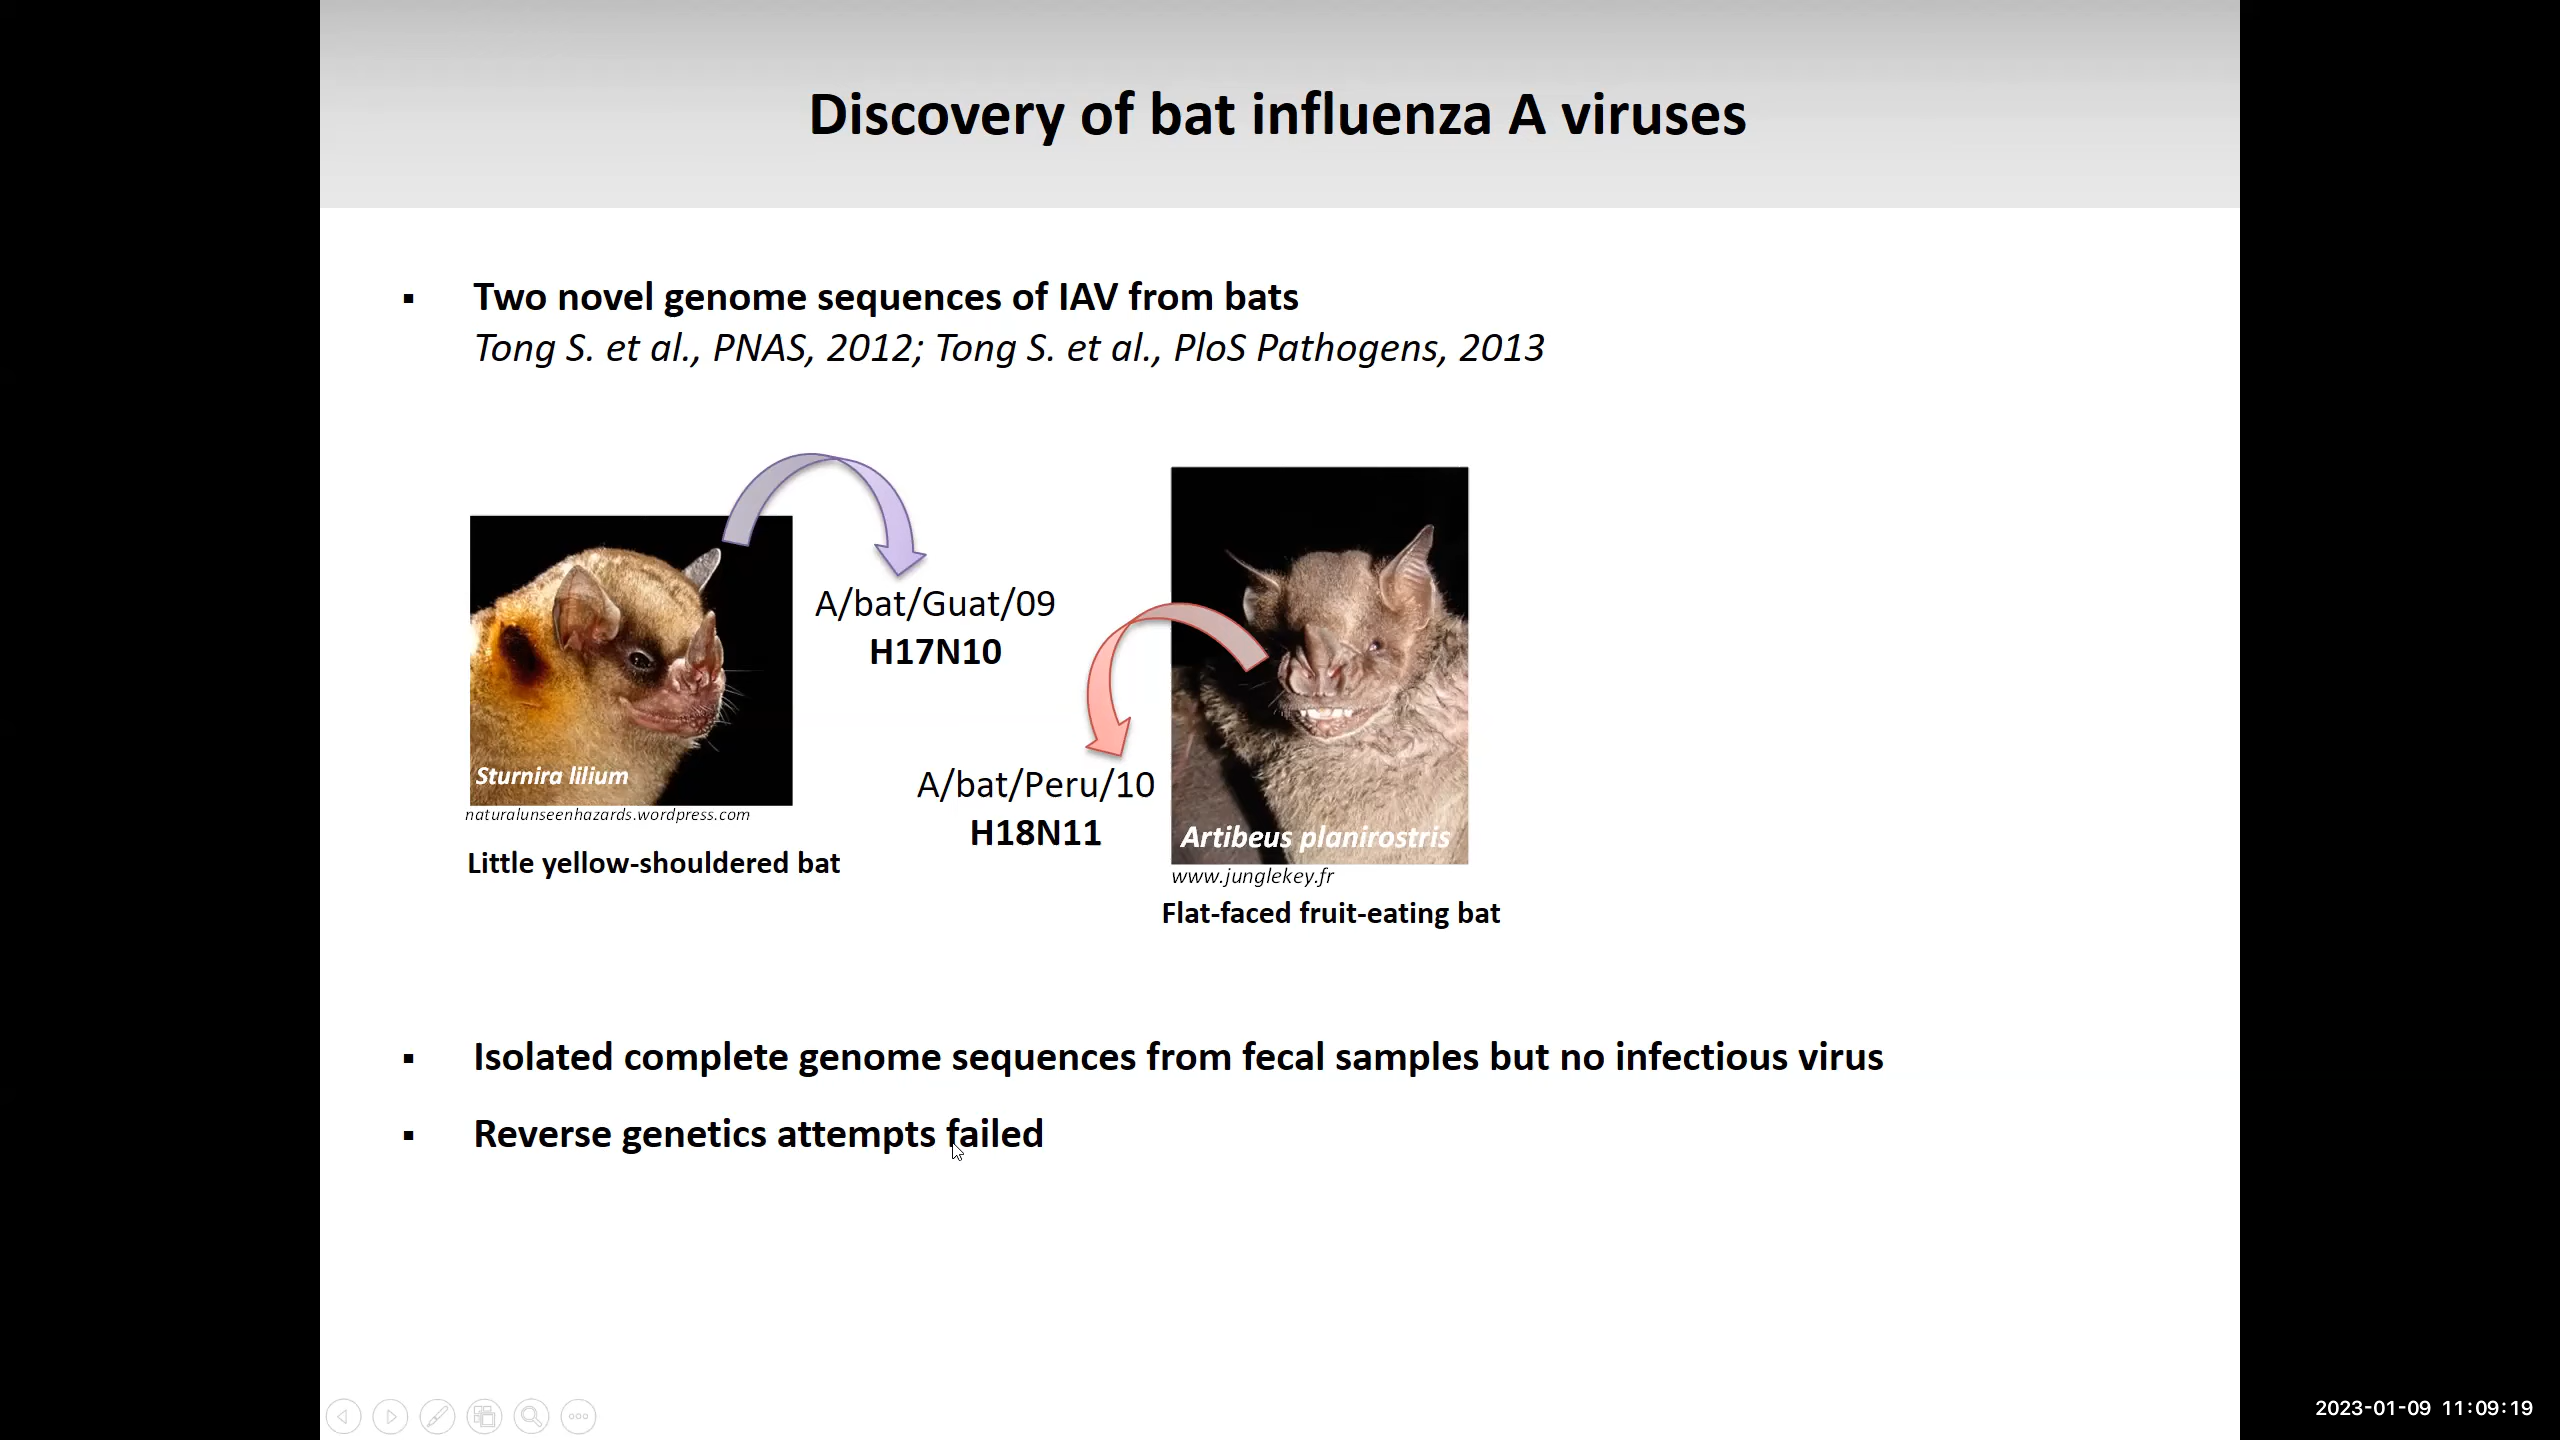 Discovery of bat influenza A viruses
▪ Two novel genome sequences of IAV from bats
Tong S. et al., PNAS, 2012; Tong S. et al., PloS Pathogens, 2013
A/bat/Guat/09
H17N10
Sturnira lilium
naturalunseenhazards.wordpress.com
Little yellow-shouldered bat
A/bat/Peru/10
H18N11
Artibeus planirostris
www.junglekey.fr
Flat-faced fruit-eating bat
▪ Isolated complete genome sequences from fecal samples but no infectious virus
▪ Reverse genetics attempts failed
2023-01-09 11:09:19